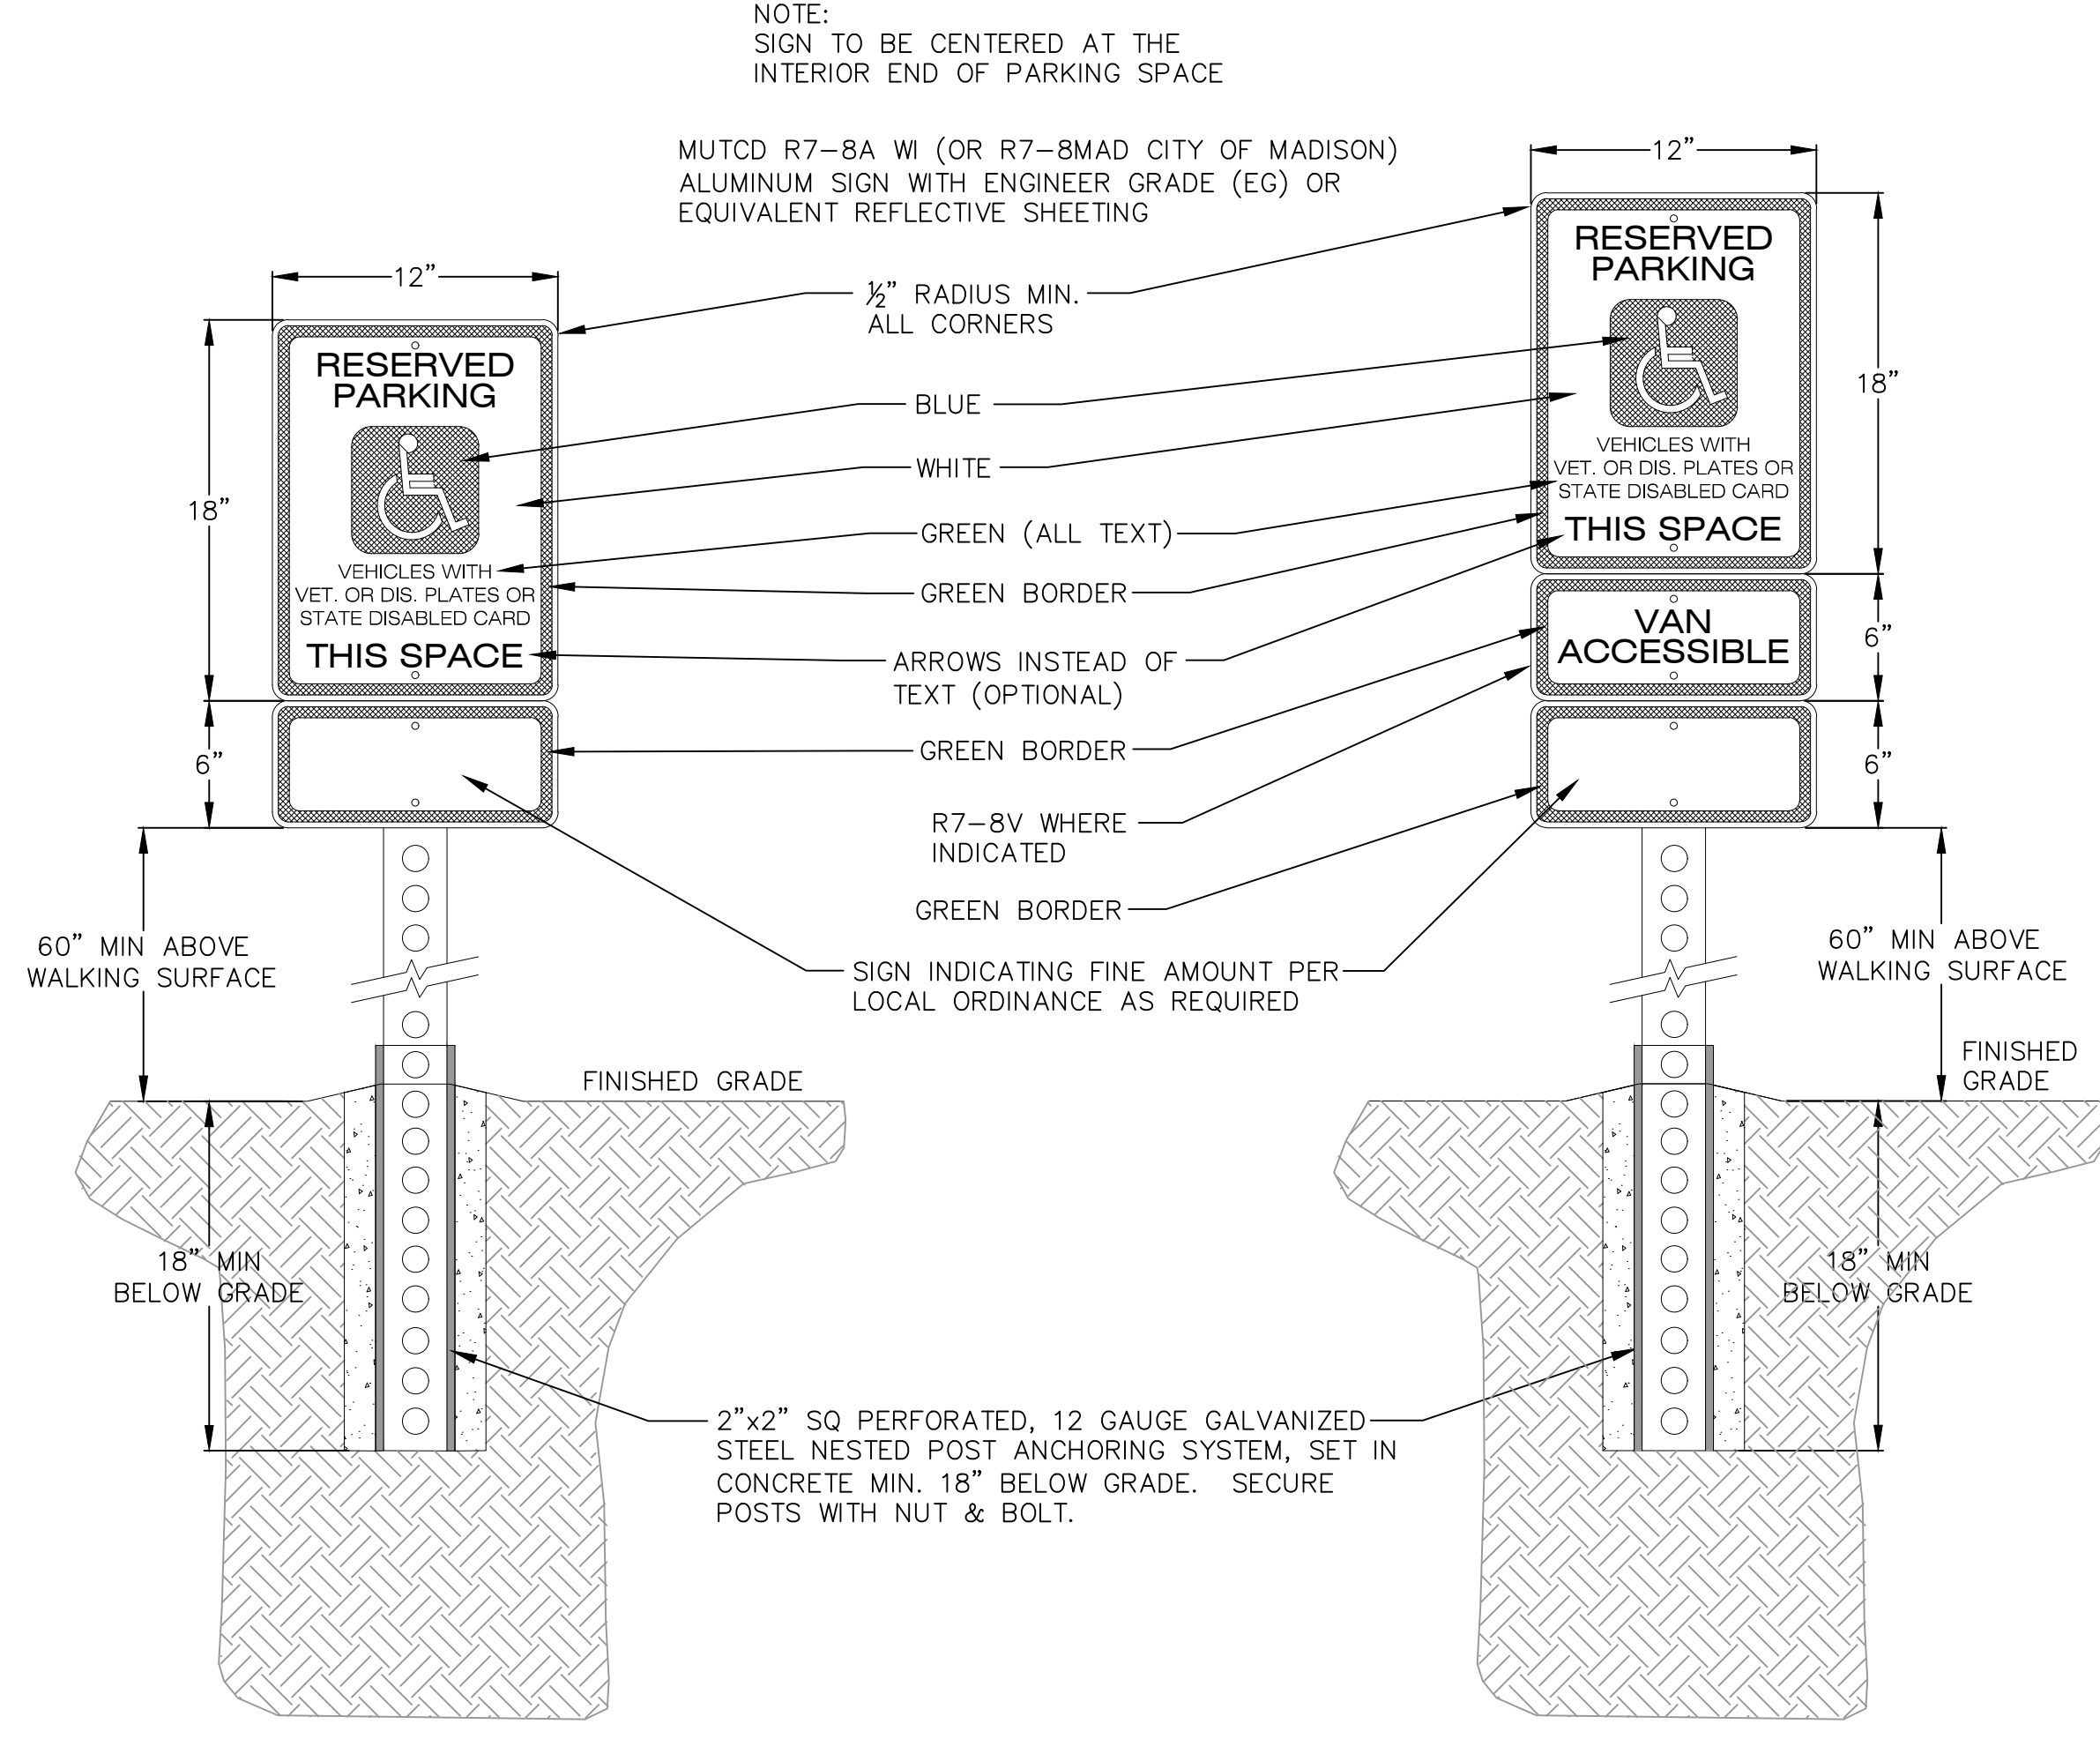 NOTE:
SIGN TO BE CENTERED AT THE
INTERIOR END OF PARKING SPACE
MUTCD R7-8A WI (OR R7-8MAD CITY OF MADISON)
ALUMINUM SIGN WITH ENGINEER GRADE (EG) OR
EQUIVALENT REFLECTIVE SHEETING
12"
18"
6"
RESERVED
PARKING
VEHICLES WITH
VET. OR DIS. PLATES OR
STATE DISABLED CARD
THIS SPACE
60" MIN ABOVE
WALKING SURFACE
FINISHED GRADE
18" MIN
BELOW GRADE
½" RADIUS MIN.
ALL CORNERS
BLUE
WHITE
GREEN (ALL TEXT)
GREEN BORDER
ARROWS INSTEAD OF
TEXT (OPTIONAL)
GREEN BORDER
R7-8V WHERE
INDICATED
GREEN BORDER
SIGN INDICATING FINE AMOUNT PER
LOCAL ORDINANCE AS REQUIRED
2"x2" SQ PERFORATED, 12 GAUGE GALVANIZED
STEEL NESTED POST ANCHORING SYSTEM, SET IN
CONCRETE MIN. 18" BELOW GRADE. SECURE
POSTS WITH NUT & BOLT.
12"
RESERVED
PARKING
VEHICLES WITH
VET. OR DIS. PLATES OR
STATE DISABLED CARD
THIS SPACE
VAN
ACCESSIBLE
18"
6"
6"
60" MIN ABOVE
WALKING SURFACE
FINISHED
GRADE
18" MIN
BELOW GRADE